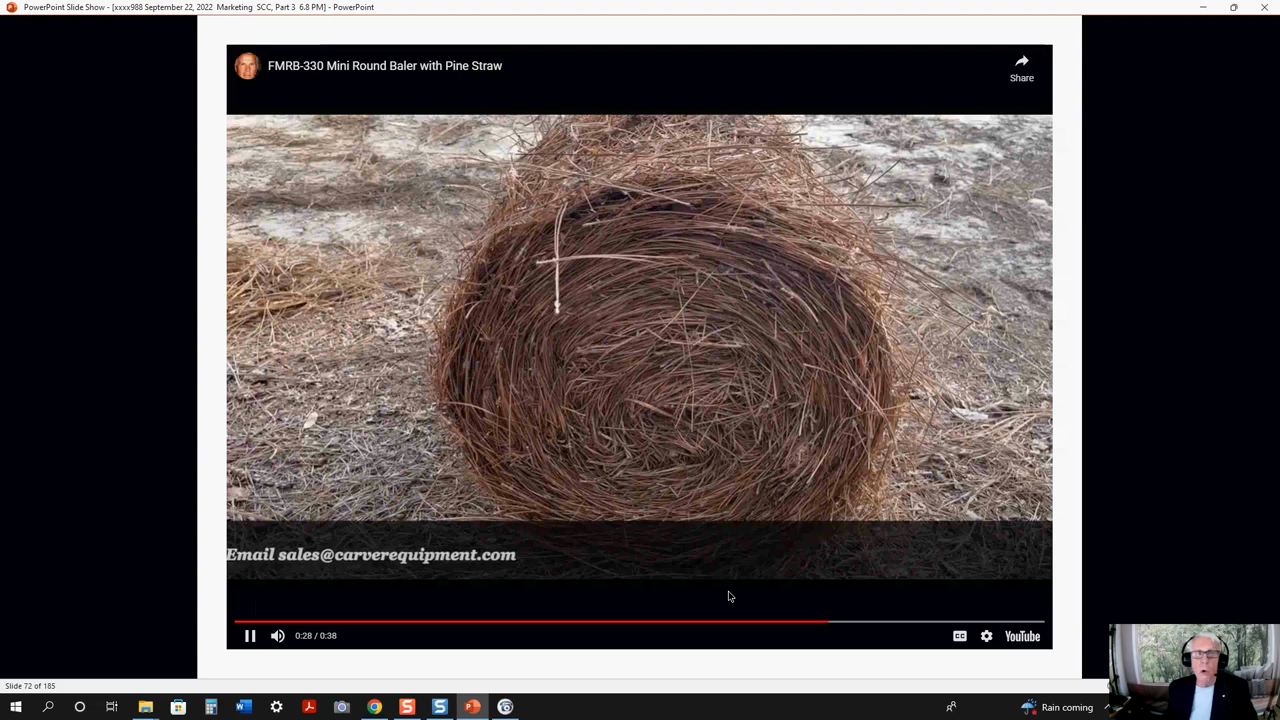 PowerPoint Slide Show - [xxxx988 September 22, 2022  Marketing  SCC, Part 3  6.8 PM] - PowerPoint
FMRB-330 Mini Round Baler with Pine Straw
Share
Email sales@carverequipment.com
0:28 / 0:38
CC
YouTube
Slide 72 of 185
Rain coming